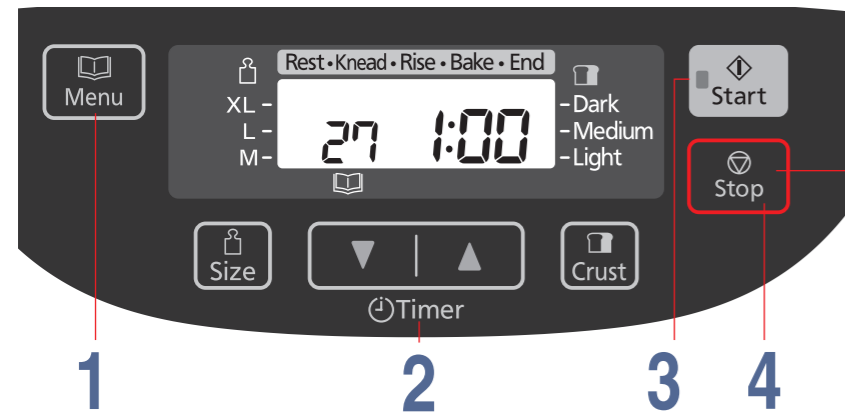 Menu
Rest • Knead • Rise • Bake • End
XL
L
M
27 1:00
Dark
Medium
Light
Start
Stop
Size
Crust
Timer
1
2
3
4